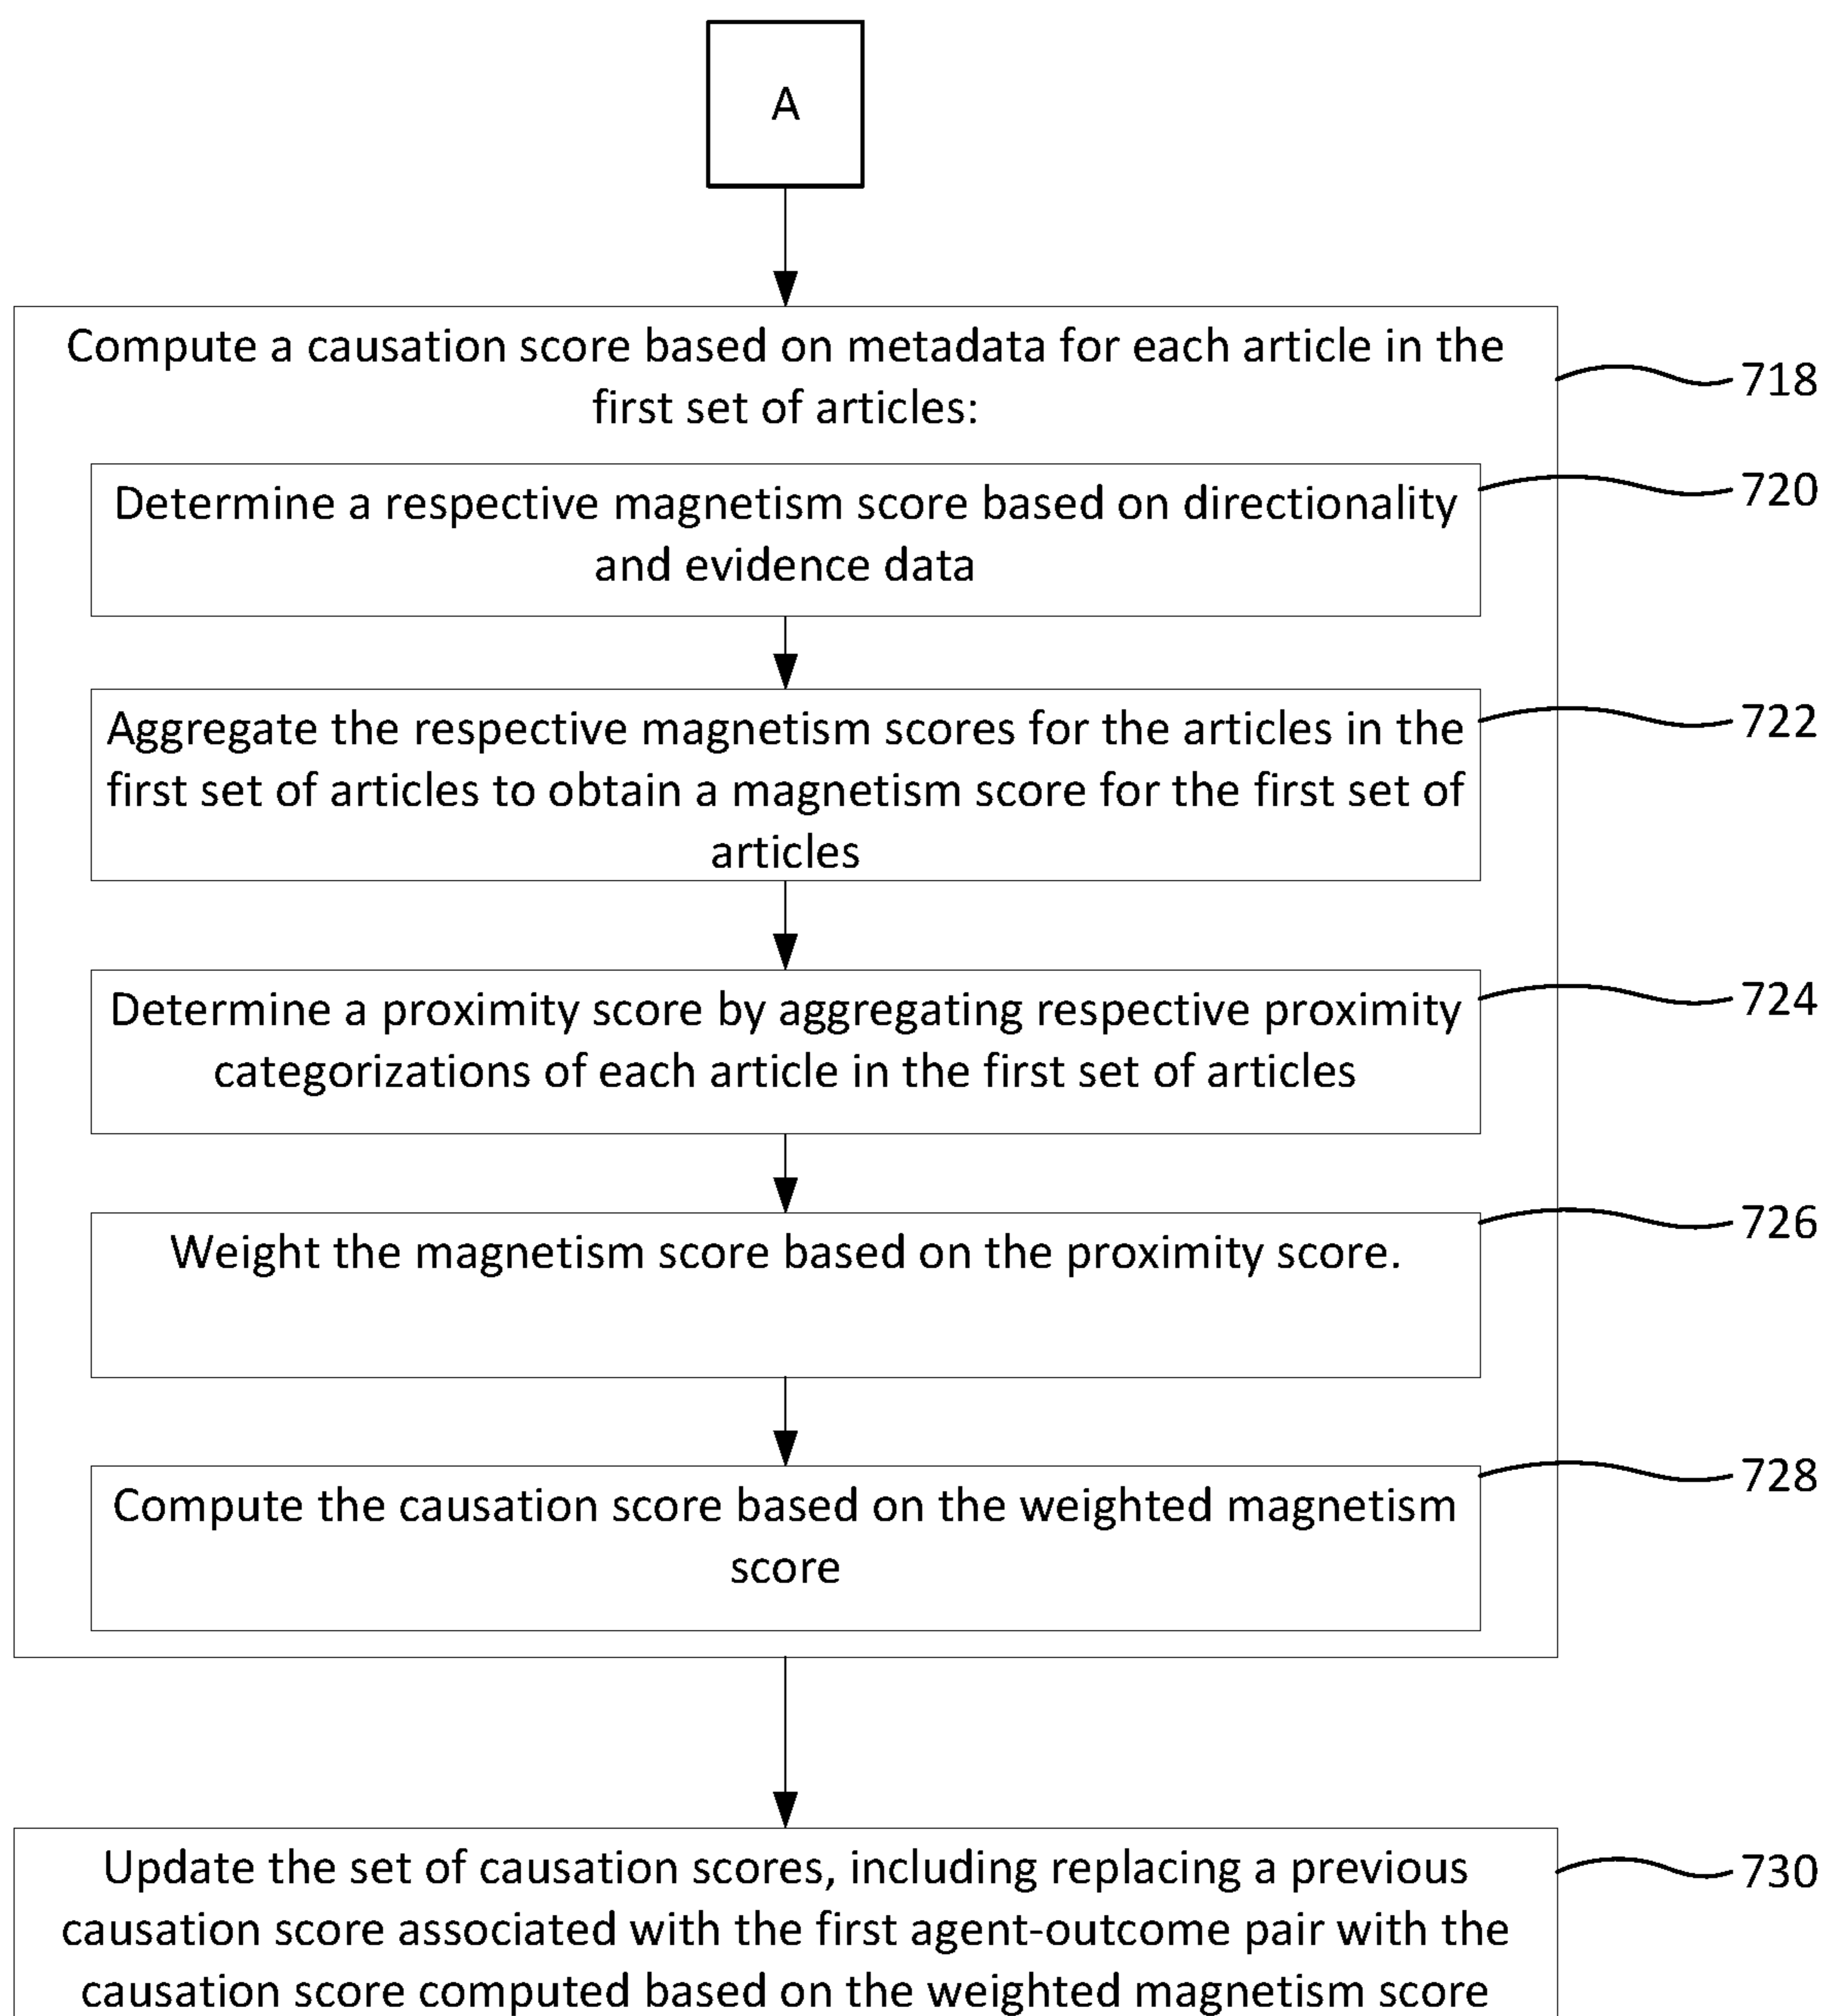 A
Compute a causation score based on metadata for each article in the
first set of articles:
718
Determine a respective magnetism score based on directionality
and evidence data
720
Aggregate the respective magnetism scores for the articles in the
first set of articles to obtain a magnetism score for the first set of
articles
722
Determine a proximity score by aggregating respective proximity
categorizations of each article in the first set of articles
724
Weight the magnetism score based on the proximity score.
726
Compute the causation score based on the weighted magnetism
score
728
Update the set of causation scores, including replacing a previous
causation score associated with the first agent-outcome pair with the
causation score computed based on the weighted magnetism score
730